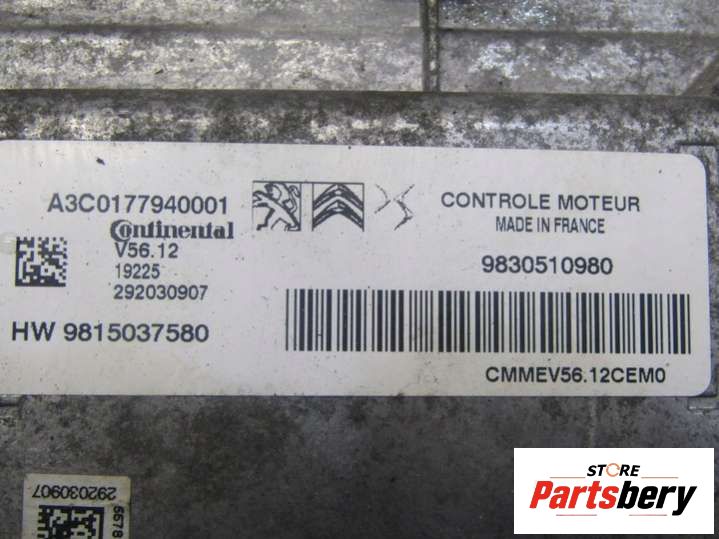 A3C0177940001
Continental
V56.12
19225
292030907
HW 9815037580
CONTROLE MOTEUR
MADE IN FRANCE
9830510980
CMMEV56.12CEM0
292030907
STORE
Partsbery